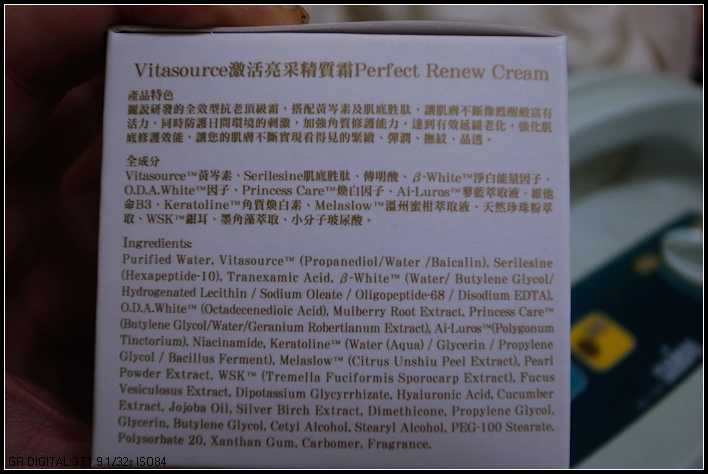 Vitasource激活亮采精質霜Perfect Renew Cream
產品特色
麗說研發的全效型抗老頂級霜，搭配黃芩素及肌底胜肽，讓肌膚不斷像甦醒般富有
活力，同時防護日間環境的刺激，加強角質修護能力，達到有效延緩老化，強化肌
底修護效能，讓您的肌膚不斷實現看得見的緊緻、彈潤、撫紋、晶透。
全成分
Vitasource™黃芩素、Serilesine肌底胜肽、傳明酸、β-White™淨白能量因子、
O.D.A.White™因子、Princess Care™煥白因子、Ai-Luros™蓼藍萃取液、維他
命B3、Keratoline™角質煥白素、Melaslow™溫州蜜柑萃取液、天然珍珠粉萃
取、WSK™銀耳、墨角藻萃取、小分子玻尿酸。
Ingredients:
Purified Water, Vitasource™ (Propanediol/Water /Baicalin), Serilesine
(Hexapeptide-10), Tranexamic Acid, β-White™ (Water/ Butylene Glycol/
Hydrogenated Lecithin / Sodium Oleate / Oligopeptide-68 / Disodium EDTA),
O.D.A.White™ (Octadecenedioic Acid), Mulberry Root Extract, Princess Care™
(Butylene Glycol/Water/Geranium Robertianum Extract), Ai-Luros™(Polygonum
Tinctorium), Niacinamide, Keratoline™ (Water (Aqua) / Glycerin / Propylene
Glycol / Bacillus Ferment), Melaslow™ (Citrus Unshiu Peel Extract), Pearl
Powder Extract, WSK™ (Tremella Fuciformis Sporocarp Extract), Fucus
Vesiculosus Extract, Dipotassium Glycyrrhizate, Hyaluronic Acid, Cucumber
Extract, Jojoba Oil, Silver Birch Extract, Dimethicone, Propylene Glycol,
Glycerin, Butylene Glycol, Cetyl Alcohol, Stearyl Alcohol, PEG-100 Stearate,
Polysorbate 20, Xanthan Gum, Carbomer, Fragrance.
GR DIGITAL 3